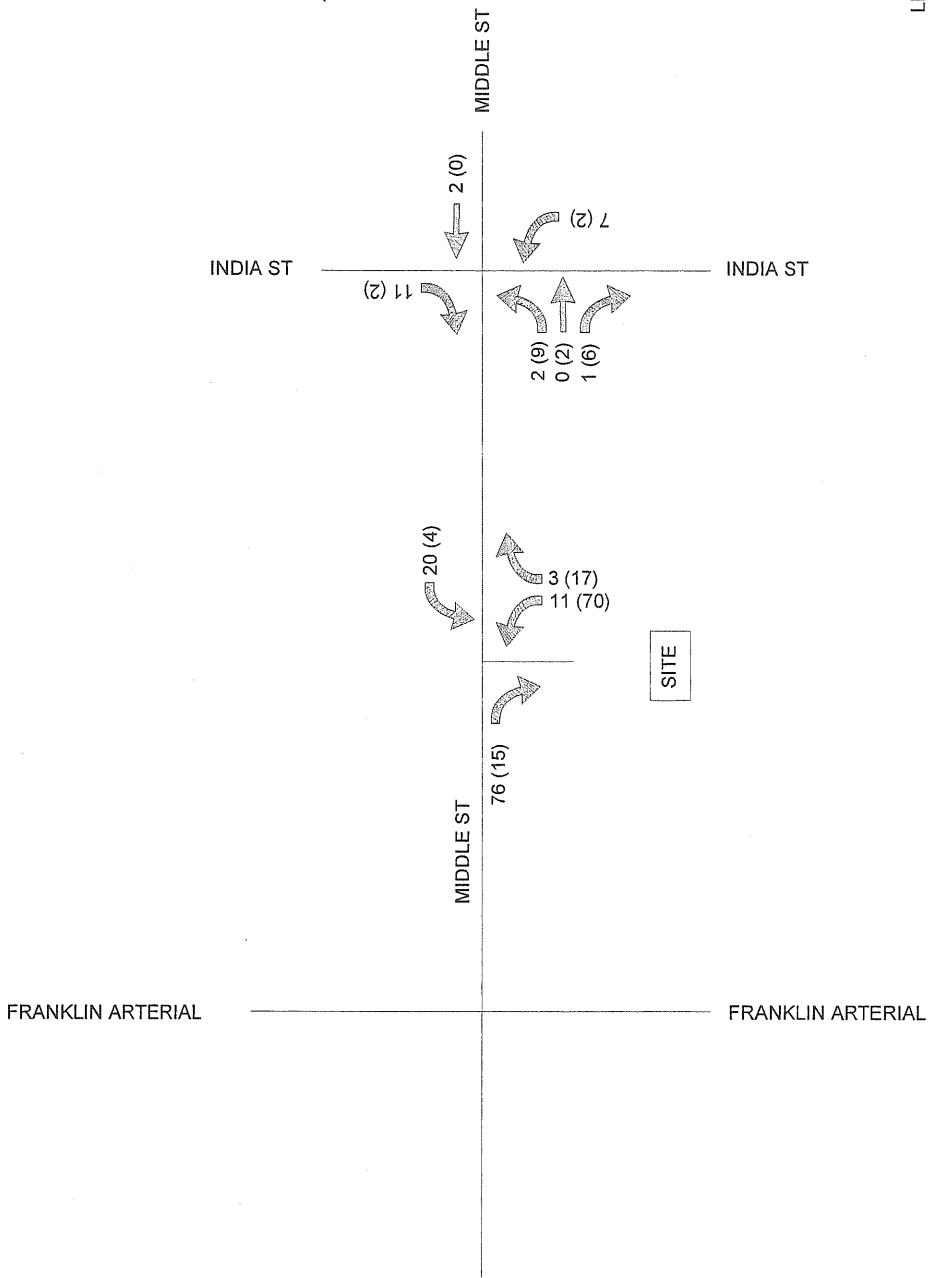 MIDDLE ST
2 (0)
INDIA ST
INDIA ST
7 (2)
11 (2)
2 (9)
0 (2)
1 (6)
20 (4)
3 (17)
11 (70)
SITE
76 (15)
MIDDLE ST
FRANKLIN ARTERIAL
FRANKLIN ARTERIAL